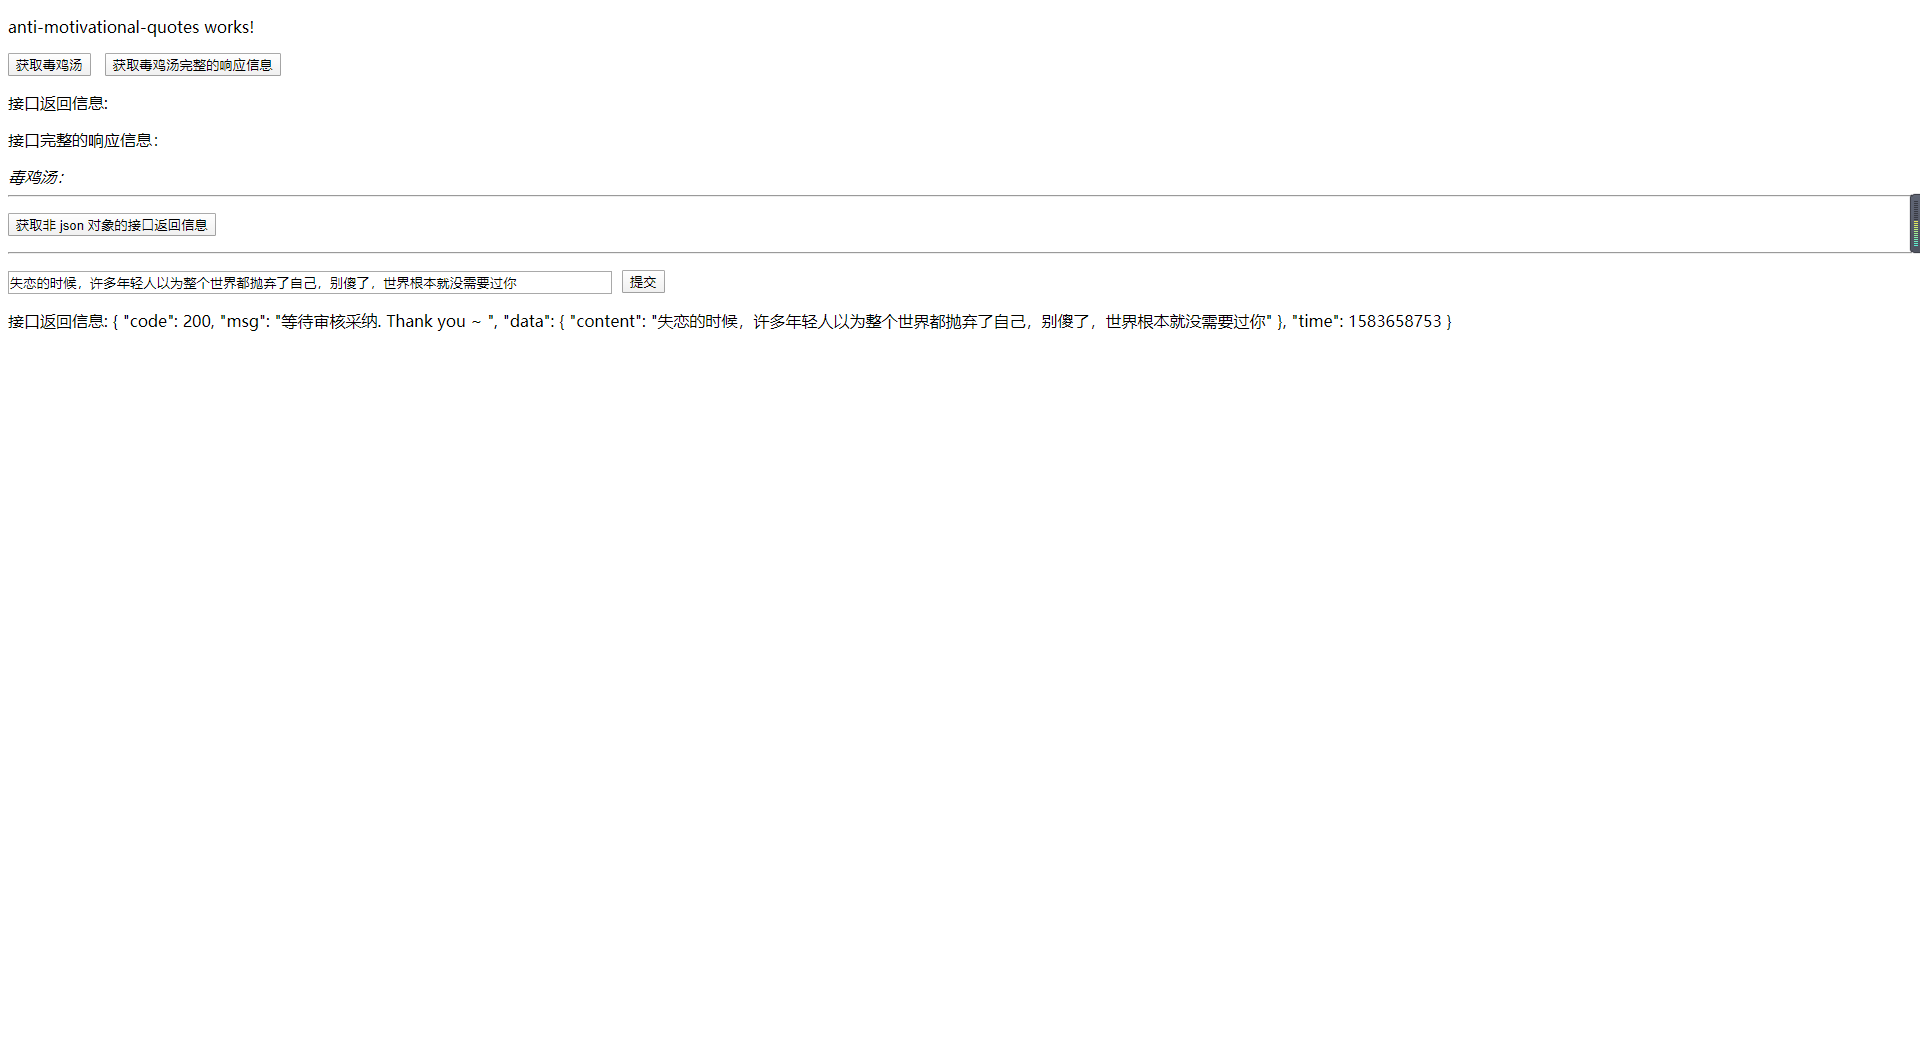 anti-motivational-quotes works!
获取毒鸡汤 获取毒鸡汤完整的响应信息
接口返回信息:
接口完整的响应信息：
毒鸡汤：
获取非 json 对象的接口返回信息
失恋的时候，许多年轻人以为整个世界都抛弃了自己，别傻了，世界根本就没需要过你 提交
接口返回信息: { "code": 200, "msg": "等待审核采纳. Thank you ~ ", "data": { "content": "失恋的时候，许多年轻人以为整个世界都抛弃了自己，别傻了，世界根本就没需要过你" }, "time": 1583658753 }